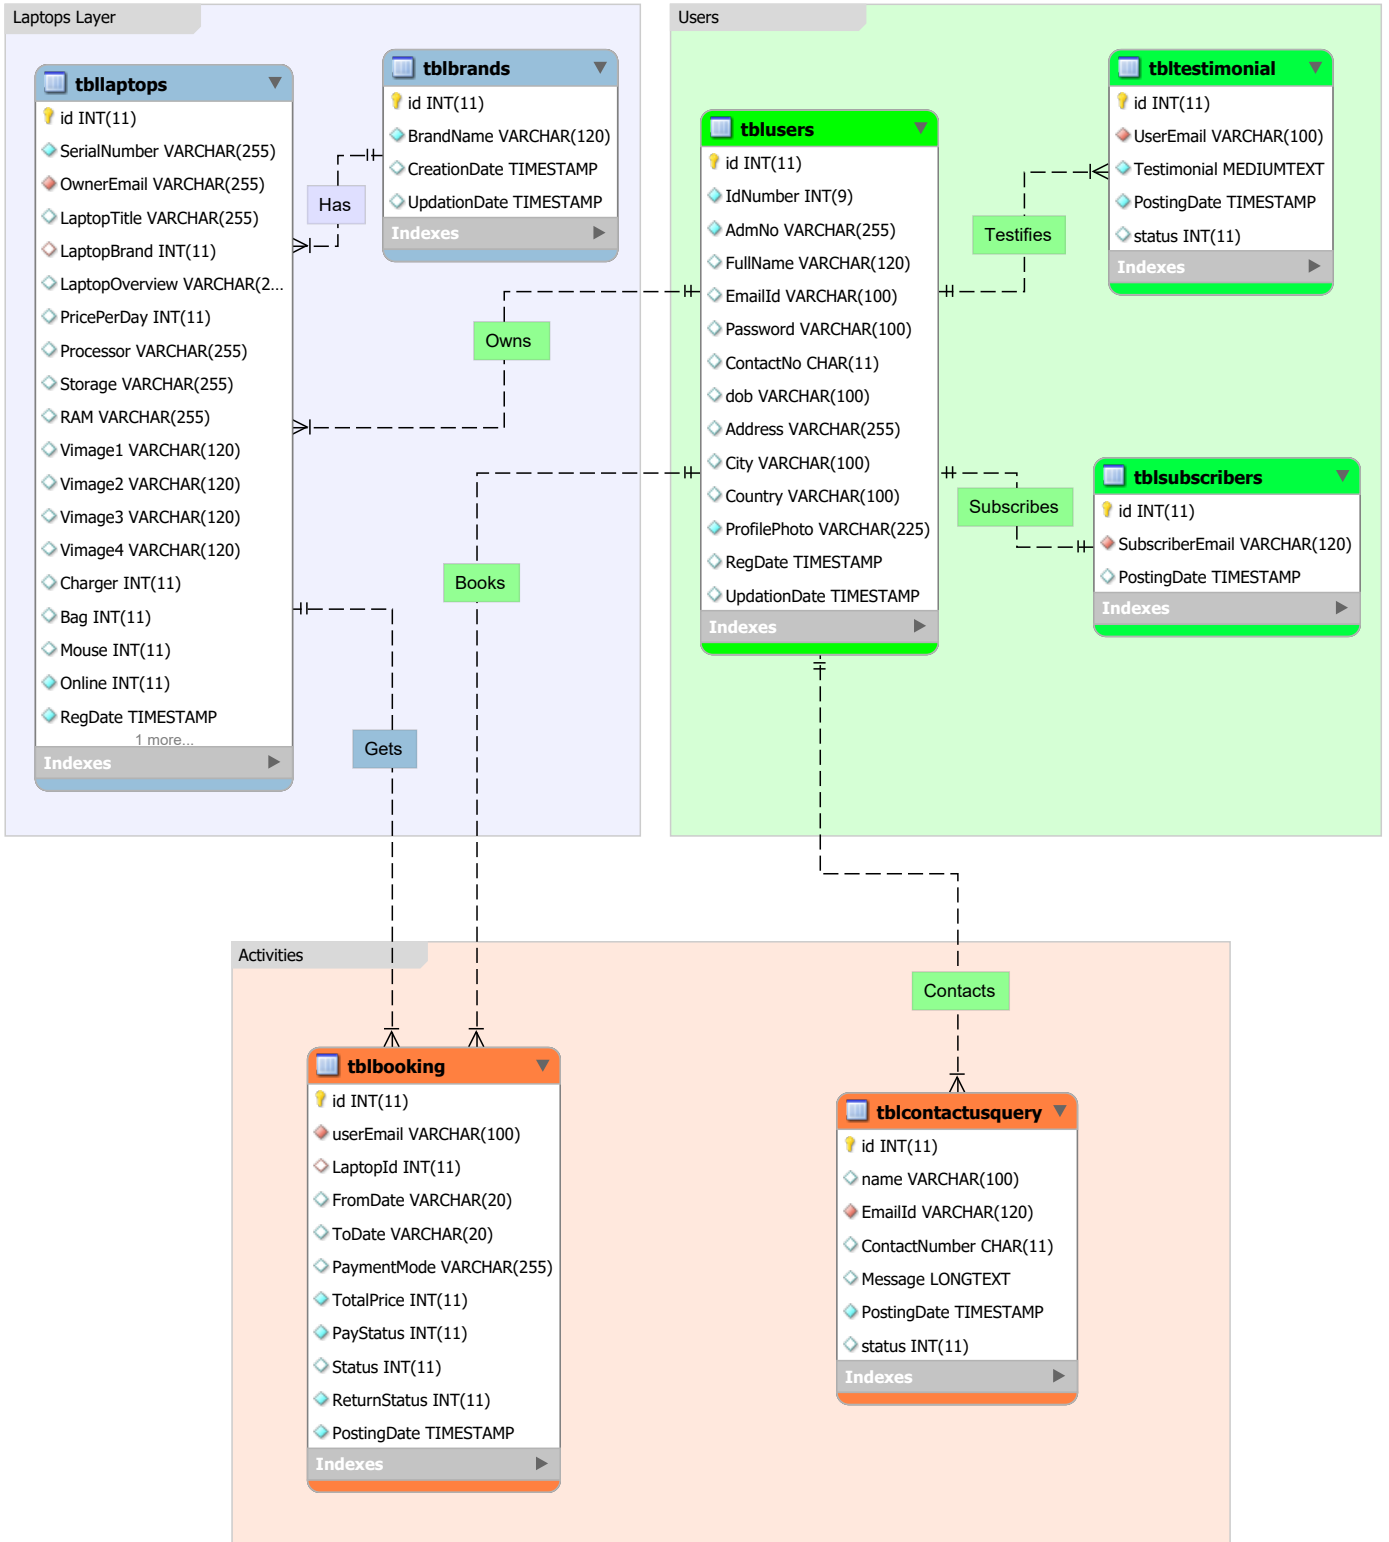 Laptops Layer
tbllaptops
id INT(11)
SerialNumber VARCHAR(255)
OwnerEmail VARCHAR(255)
LaptopTitle VARCHAR(255)
LaptopBrand INT(11)
LaptopOverview VARCHAR(2...
PricePerDay INT(11)
Processor VARCHAR(255)
Storage VARCHAR(255)
RAM VARCHAR(255)
Vimage1 VARCHAR(120)
Vimage2 VARCHAR(120)
Vimage3 VARCHAR(120)
Vimage4 VARCHAR(120)
Charger INT(11)
Bag INT(11)
Mouse INT(11)
Online INT(11)
RegDate TIMESTAMP
1 more...
Indexes
tblbrands
id INT(11)
BrandName VARCHAR(120)
CreationDate TIMESTAMP
UpdationDate TIMESTAMP
Indexes
Has
Owns
Books
Gets
Users
tblusers
id INT(11)
IdNumber INT(9)
AdmNo VARCHAR(255)
FullName VARCHAR(120)
EmailId VARCHAR(100)
Password VARCHAR(100)
ContactNo CHAR(11)
dob VARCHAR(100)
Address VARCHAR(255)
City VARCHAR(100)
Country VARCHAR(100)
ProfilePhoto VARCHAR(225)
RegDate TIMESTAMP
UpdationDate TIMESTAMP
Indexes
Testifies
tbltestimonial
id INT(11)
UserEmail VARCHAR(100)
Testimonial MEDIUMTEXT
PostingDate TIMESTAMP
status INT(11)
Indexes
Subscribes
tblsubscribers
id INT(11)
SubscriberEmail VARCHAR(120)
PostingDate TIMESTAMP
Indexes
Activities
Contacts
tblbooking
id INT(11)
userEmail VARCHAR(100)
LaptopId INT(11)
FromDate VARCHAR(20)
ToDate VARCHAR(20)
PaymentMode VARCHAR(255)
TotalPrice INT(11)
PayStatus INT(11)
Status INT(11)
ReturnStatus INT(11)
PostingDate TIMESTAMP
Indexes
tblcontactusquery
id INT(11)
name VARCHAR(100)
EmailId VARCHAR(120)
ContactNumber CHAR(11)
Message LONGTEXT
PostingDate TIMESTAMP
status INT(11)
Indexes